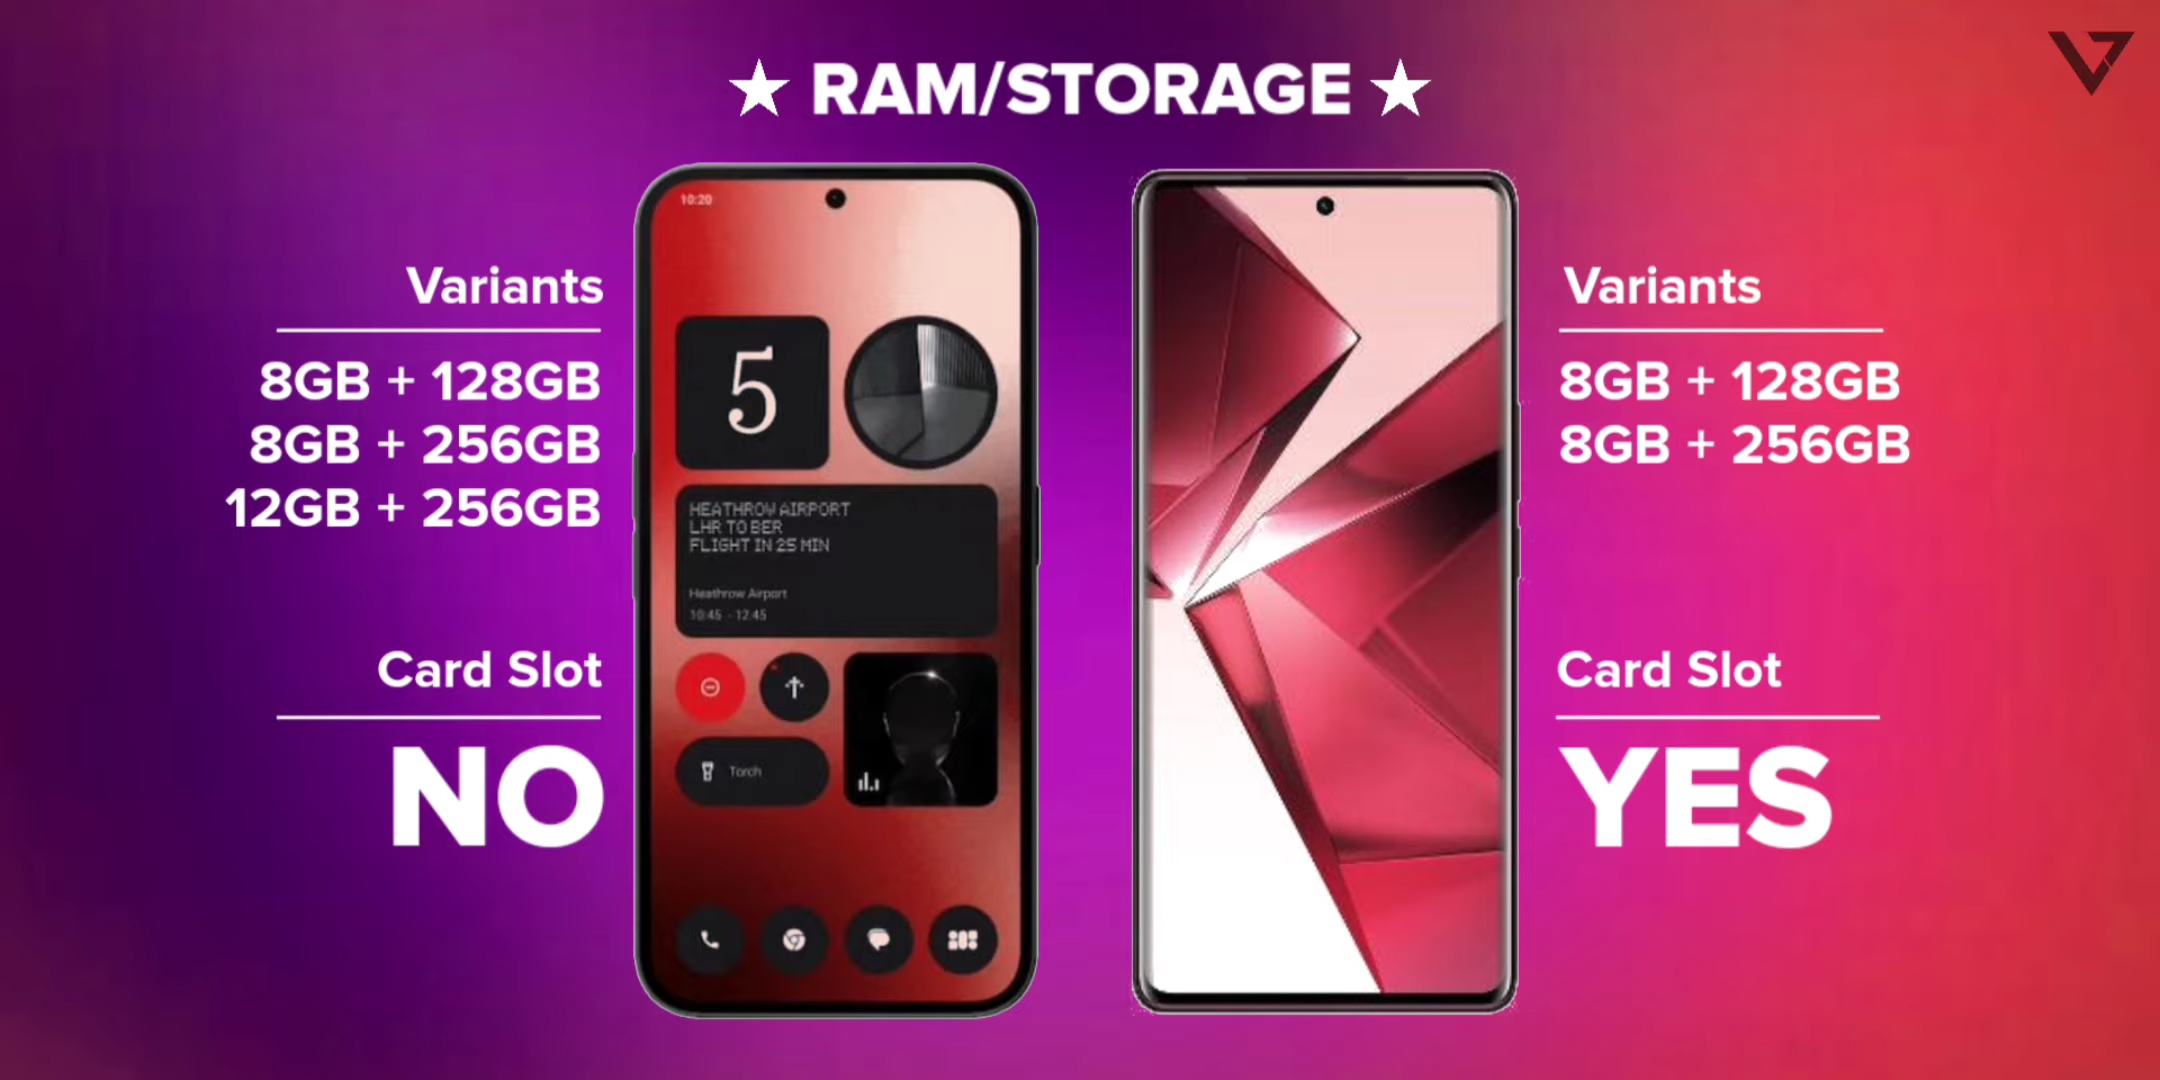 ★ RAM/STORAGE ★
Variants
8GB + 128GB
8GB + 256GB
12GB + 256GB
Card Slot
NO
10:20
5
HEATHROW AIRPORT
LHR TO BER
FLIGHT IN 25 MIN
Heathrow Airport
10:45 - 12:45
Torch
Variants
8GB + 128GB
8GB + 256GB
Card Slot
YES